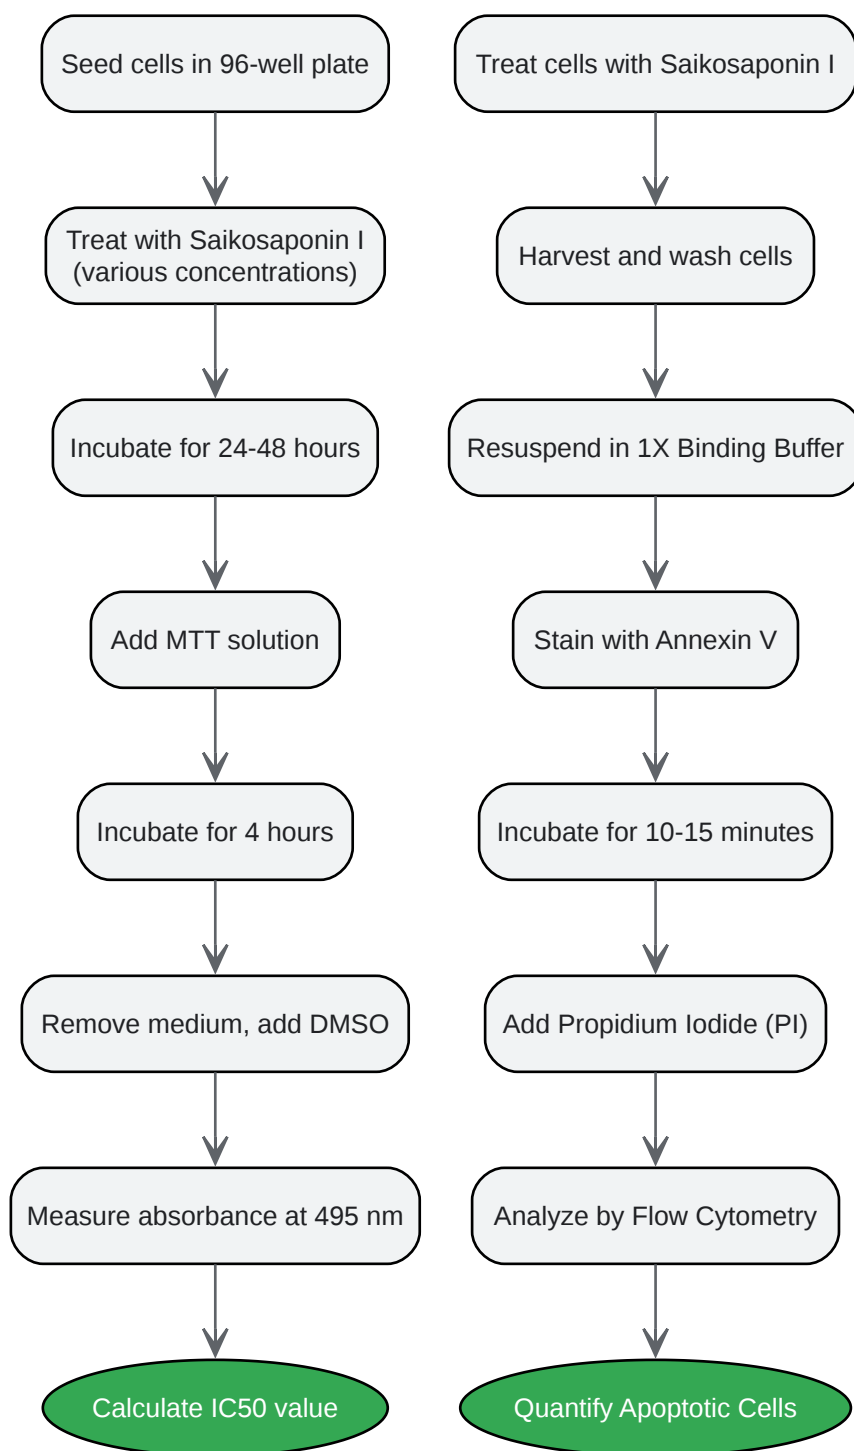 Seed cells in 96-well plate
Treat with Saikosaponin I
(various concentrations)
Incubate for 24-48 hours
Add MTT solution
Incubate for 4 hours
Remove medium, add DMSO
Measure absorbance at 495 nm
Calculate IC50 value
Treat cells with Saikosaponin I
Harvest and wash cells
Resuspend in 1X Binding Buffer
Stain with Annexin V
Incubate for 10-15 minutes
Add Propidium Iodide (PI)
Analyze by Flow Cytometry
Quantify Apoptotic Cells